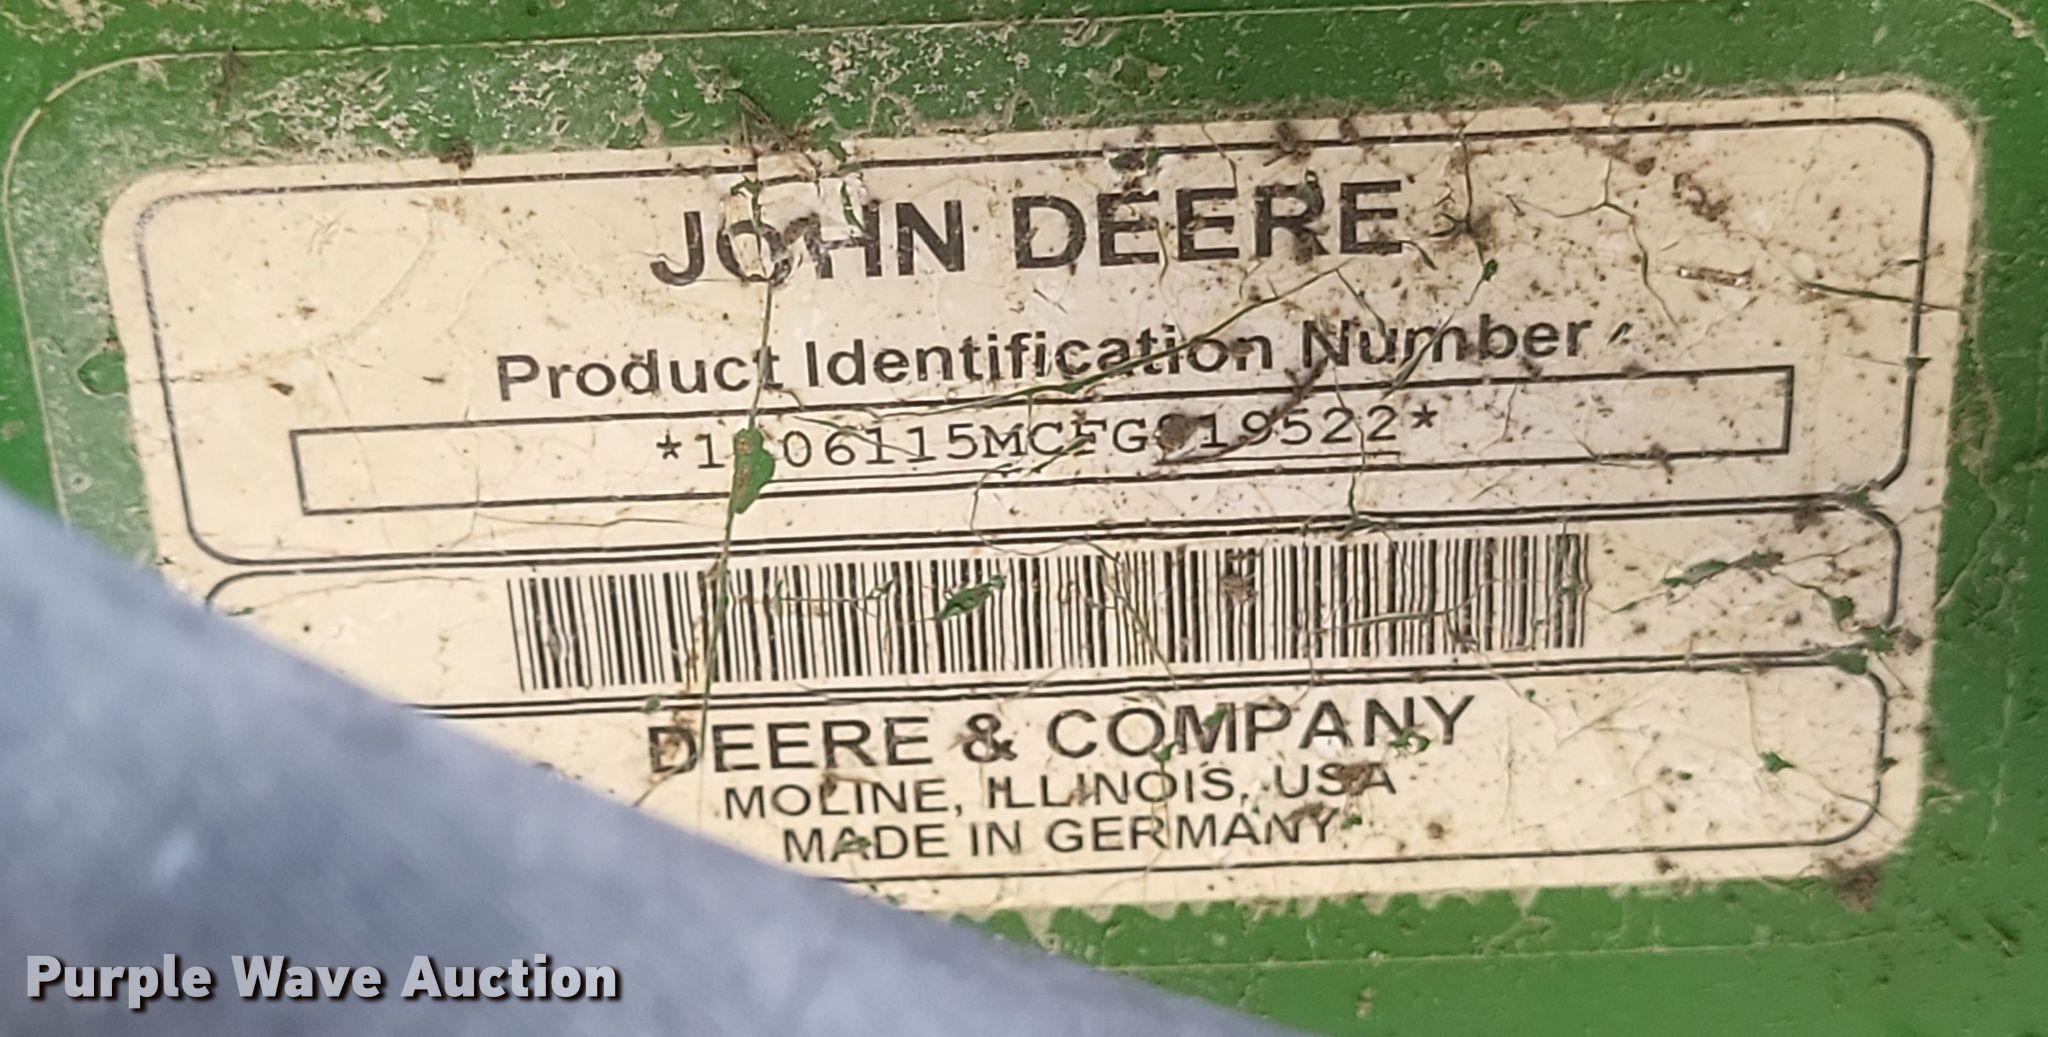 JOHN DEERE
Product Identification Number
DEERE & COMPANY
MOLINE, ILLINOIS, USA
MADE IN GERMANY
Purple Wave Auction